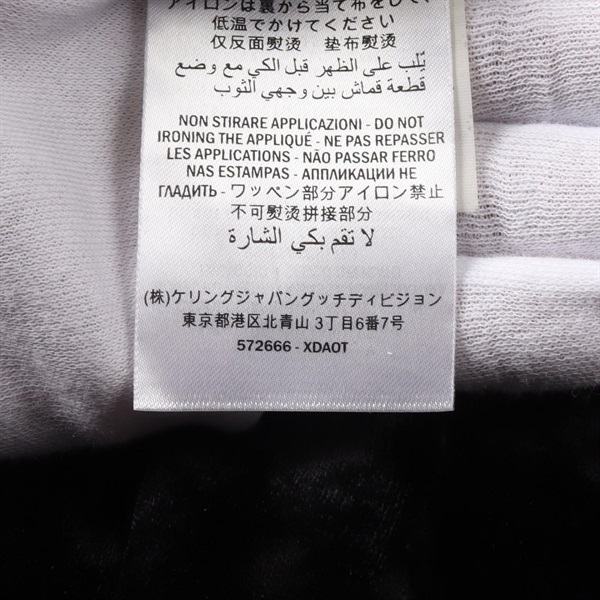 アイロンは裏から当て布をして、
低温でかけてください
仅反面熨烫 垫布熨烫
يُقلب على الظهر قبل الكي مع وضع
قطعة قماش بين وجهي الثوب
NON STIRARE APPLICAZIONI - DO NOT
IRONING THE APPLIQUÉ - NE PAS REPASSER
LES APPLICATIONS - NÃO PASSAR FERRO
NAS ESTAMPAS - АППЛИКАЦИИ НЕ
ГЛАДИТЬ - ワッペン部分アイロン禁止
不可熨烫拼接部分
لا تقم بكي الشارة
(株)ケリングジャパングッチディビジョン
東京都港区北青山 3丁目6番7号
572666 - XDAOT